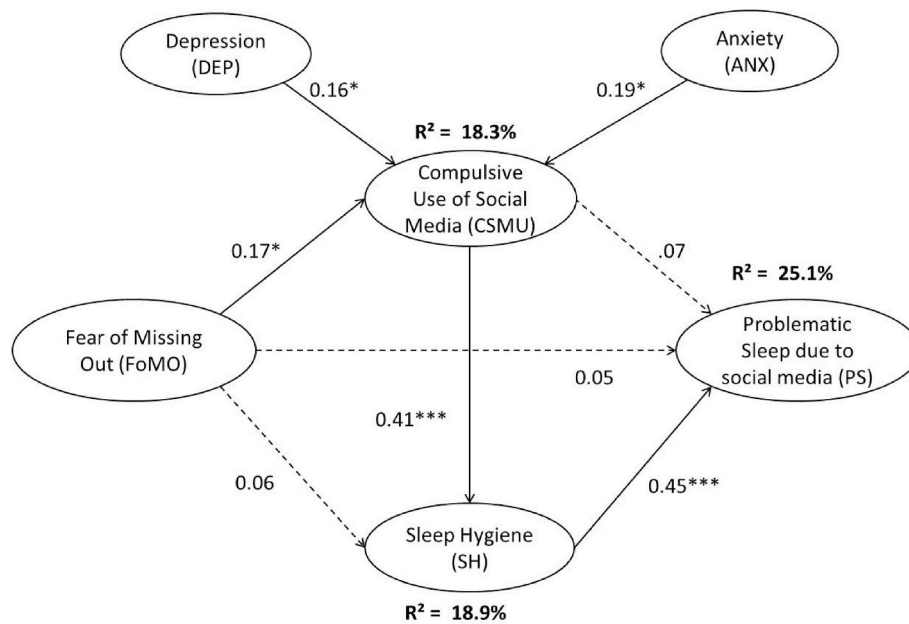 Depression
(DEP)
Anxiety
(ANX)
0.16*
0.19*
R² = 18.3%
Compulsive
Use of Social
Media (CSMU)
0.17*
.07
R² = 25.1%
Fear of Missing
Out (FoMO)
Problematic
Sleep due to
social media (PS)
0.05
0.41***
0.06
0.45***
Sleep Hygiene
(SH)
R² = 18.9%